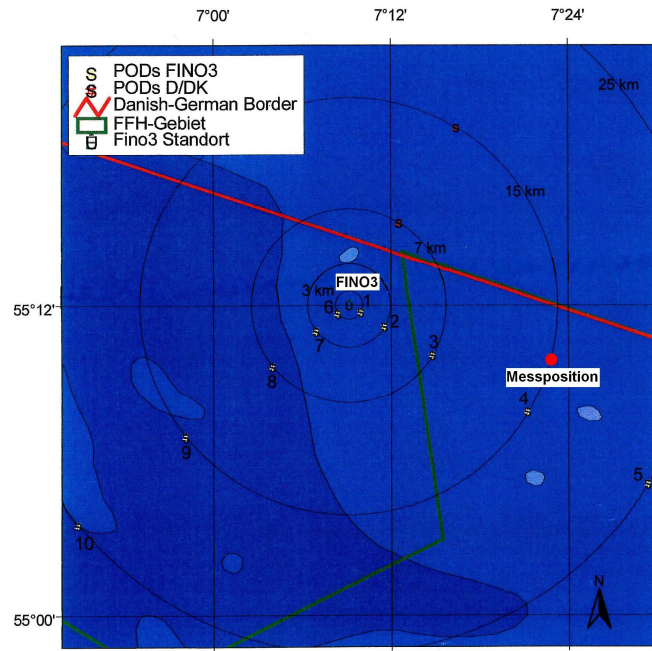 7°00' 7°12' 7°24'
S PODs FINO3
S PODs D/DK
Danish-German Border
FFH-Gebiet
Fino3 Standort
25 km
15 km
7 km
FINO3
3 km
55°12'
6 0 1
7 2
3
8
Messposition
4
9
5
10
N
55°00'